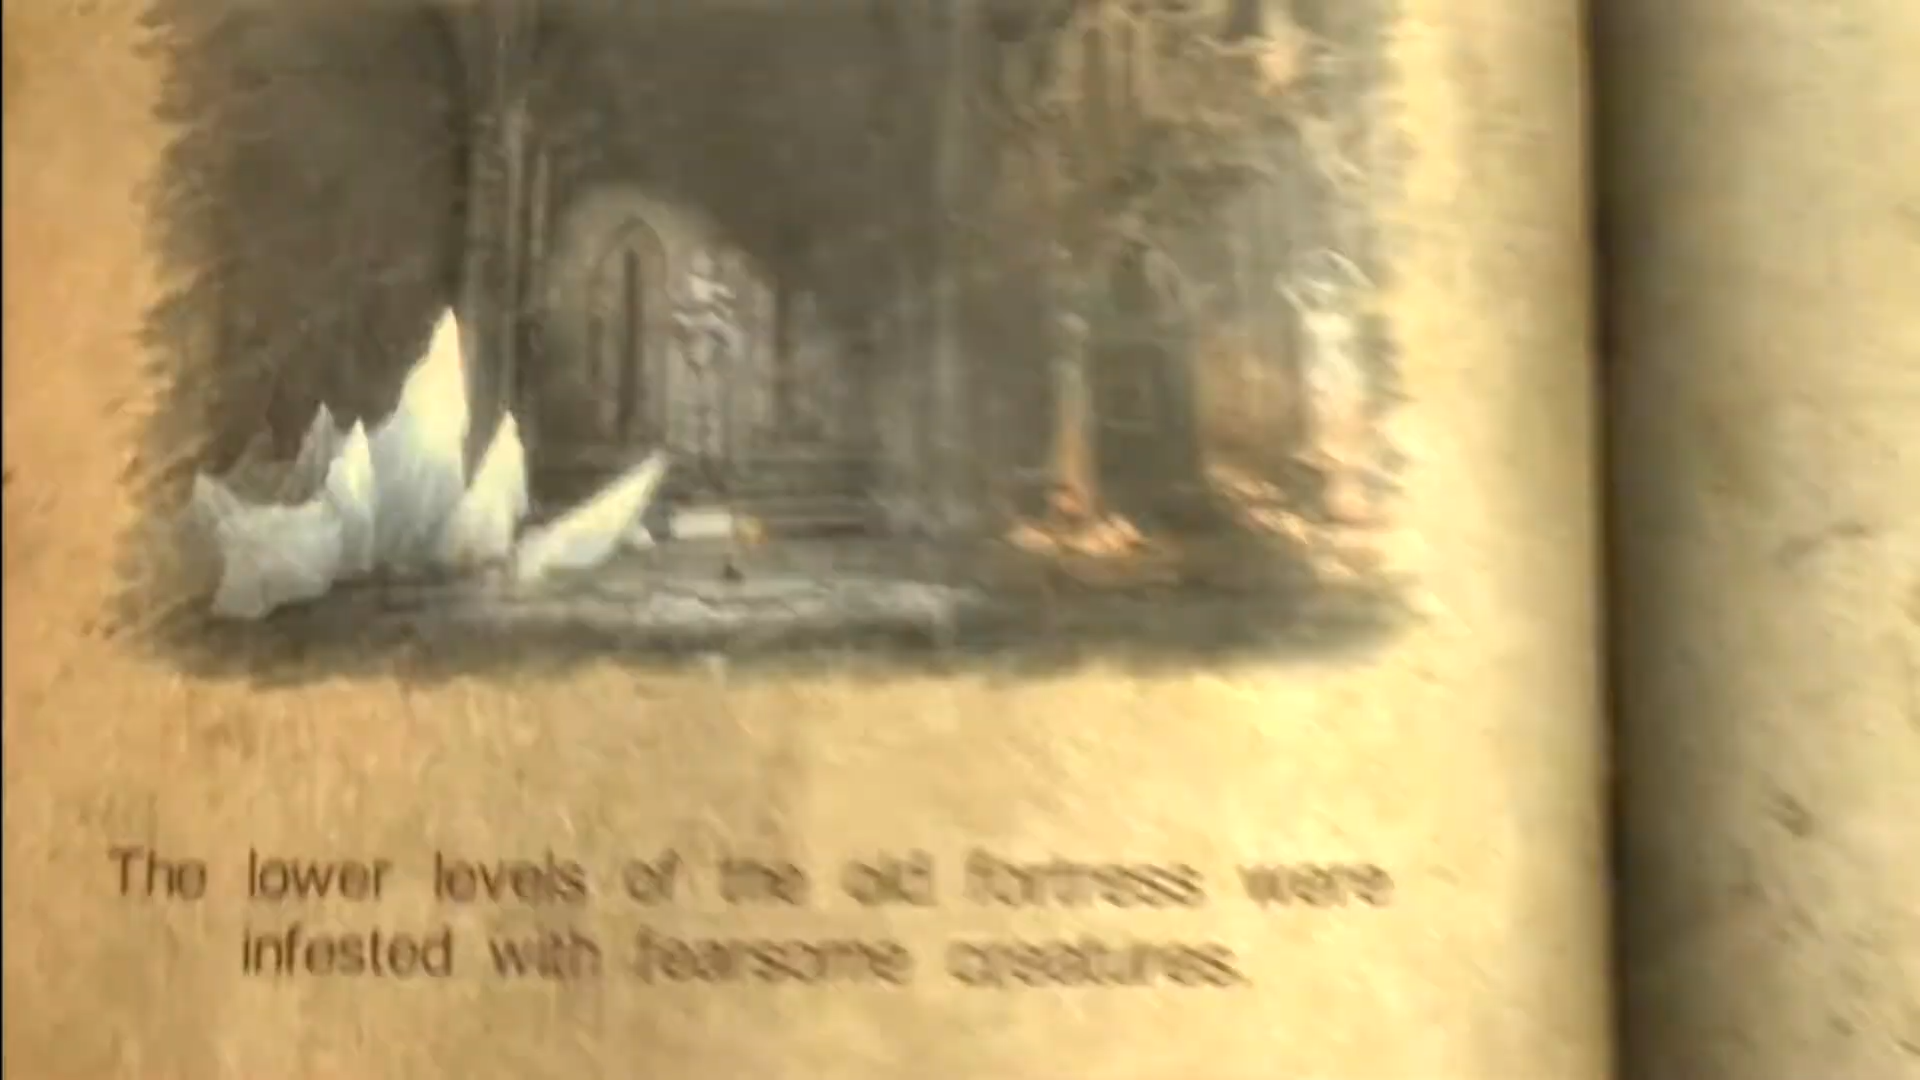 The lower levels of the old fortress were
infested with fearsome creatures.